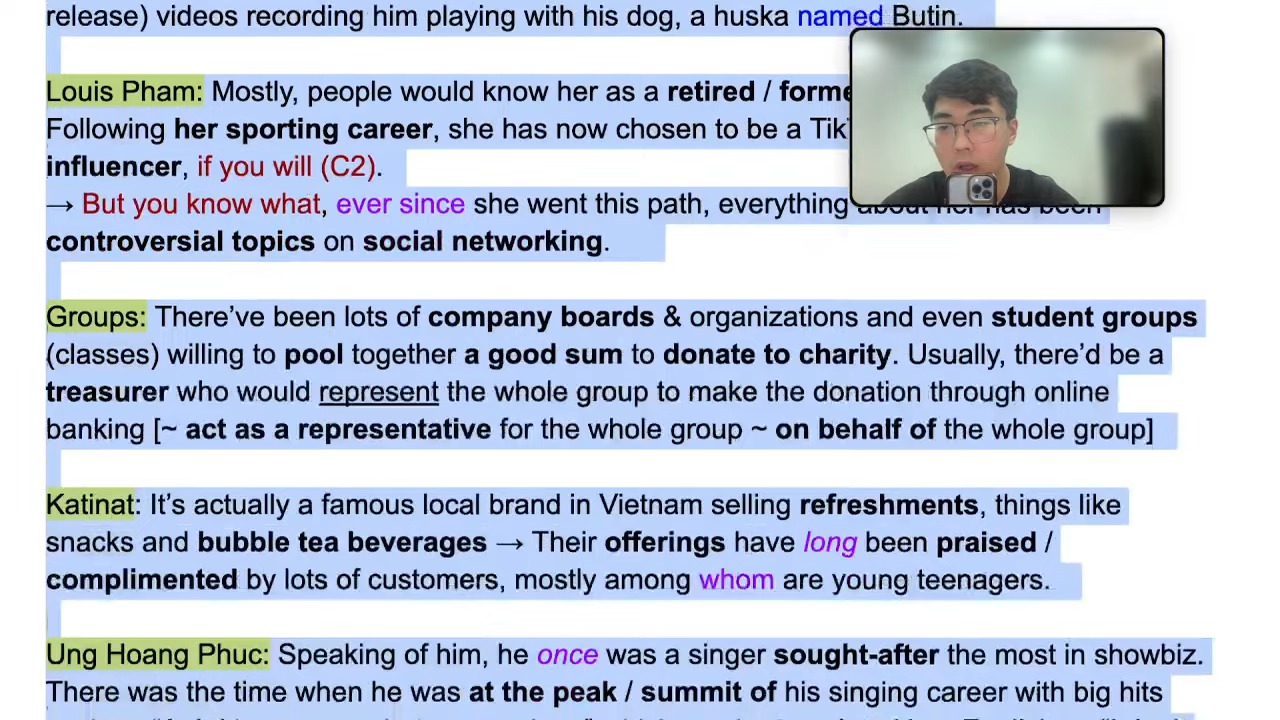 release) videos recording him playing with his dog, a huska named Butin.
Louis Pham: Mostly, people would know her as a retired / forme
Following her sporting career, she has now chosen to be a Tik
influencer, if you will (C2).
→ But you know what, ever since she went this path, everything about her has been
controversial topics on social networking.
Groups: There’ve been lots of company boards & organizations and even student groups
(classes) willing to pool together a good sum to donate to charity. Usually, there’d be a
treasurer who would represent the whole group to make the donation through online
banking [~ act as a representative for the whole group ~ on behalf of the whole group]
Katinat: It’s actually a famous local brand in Vietnam selling refreshments, things like
snacks and bubble tea beverages → Their offerings have long been praised /
complimented by lots of customers, mostly among whom are young teenagers.
Ung Hoang Phuc: Speaking of him, he once was a singer sought-after the most in showbiz.
There was the time when he was at the peak / summit of his singing career with big hits